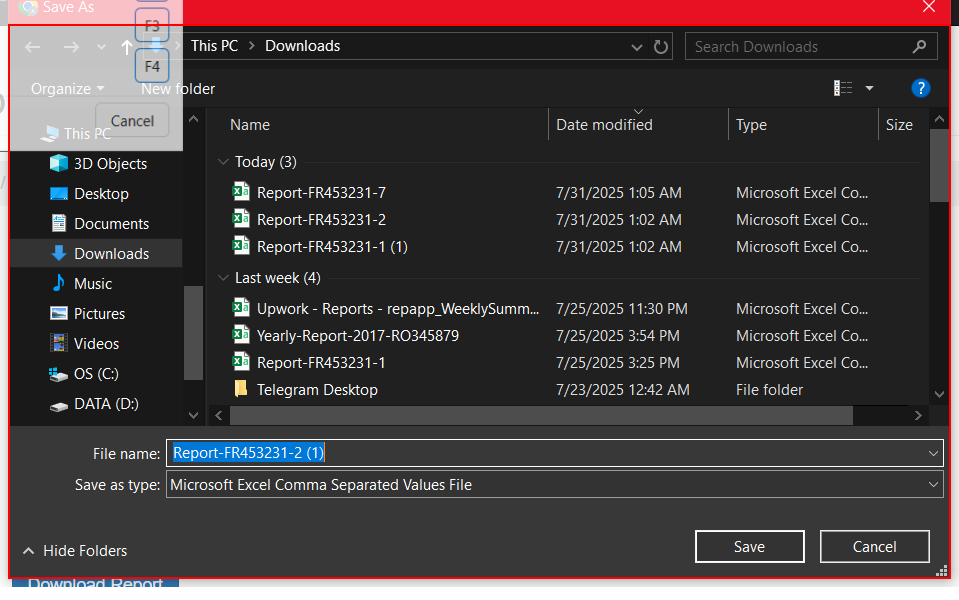 Save As
F3
F4
This PC > Downloads
Search Downloads
Organize
New folder
?
Cancel
This PC
3D Objects
Desktop
Documents
Downloads
Music
Pictures
Videos
OS (C:)
DATA (D:)
Name Date modified Type Size
Today (3)
Report-FR453231-7 7/31/2025 1:05 AM Microsoft Excel Co...
Report-FR453231-2 7/31/2025 1:02 AM Microsoft Excel Co...
Report-FR453231-1 (1) 7/31/2025 1:02 AM Microsoft Excel Co...
Last week (4)
Upwork - Reports - repapp_WeeklySumm... 7/25/2025 11:30 PM Microsoft Excel Co...
Yearly-Report-2017-RO345879 7/25/2025 3:54 PM Microsoft Excel Co...
Report-FR453231-1 7/25/2025 3:25 PM Microsoft Excel Co...
Telegram Desktop 7/23/2025 12:42 AM File folder
File name: Report-FR453231-2 (1)
Save as type: Microsoft Excel Comma Separated Values File
Hide Folders
Save
Cancel
Download Report